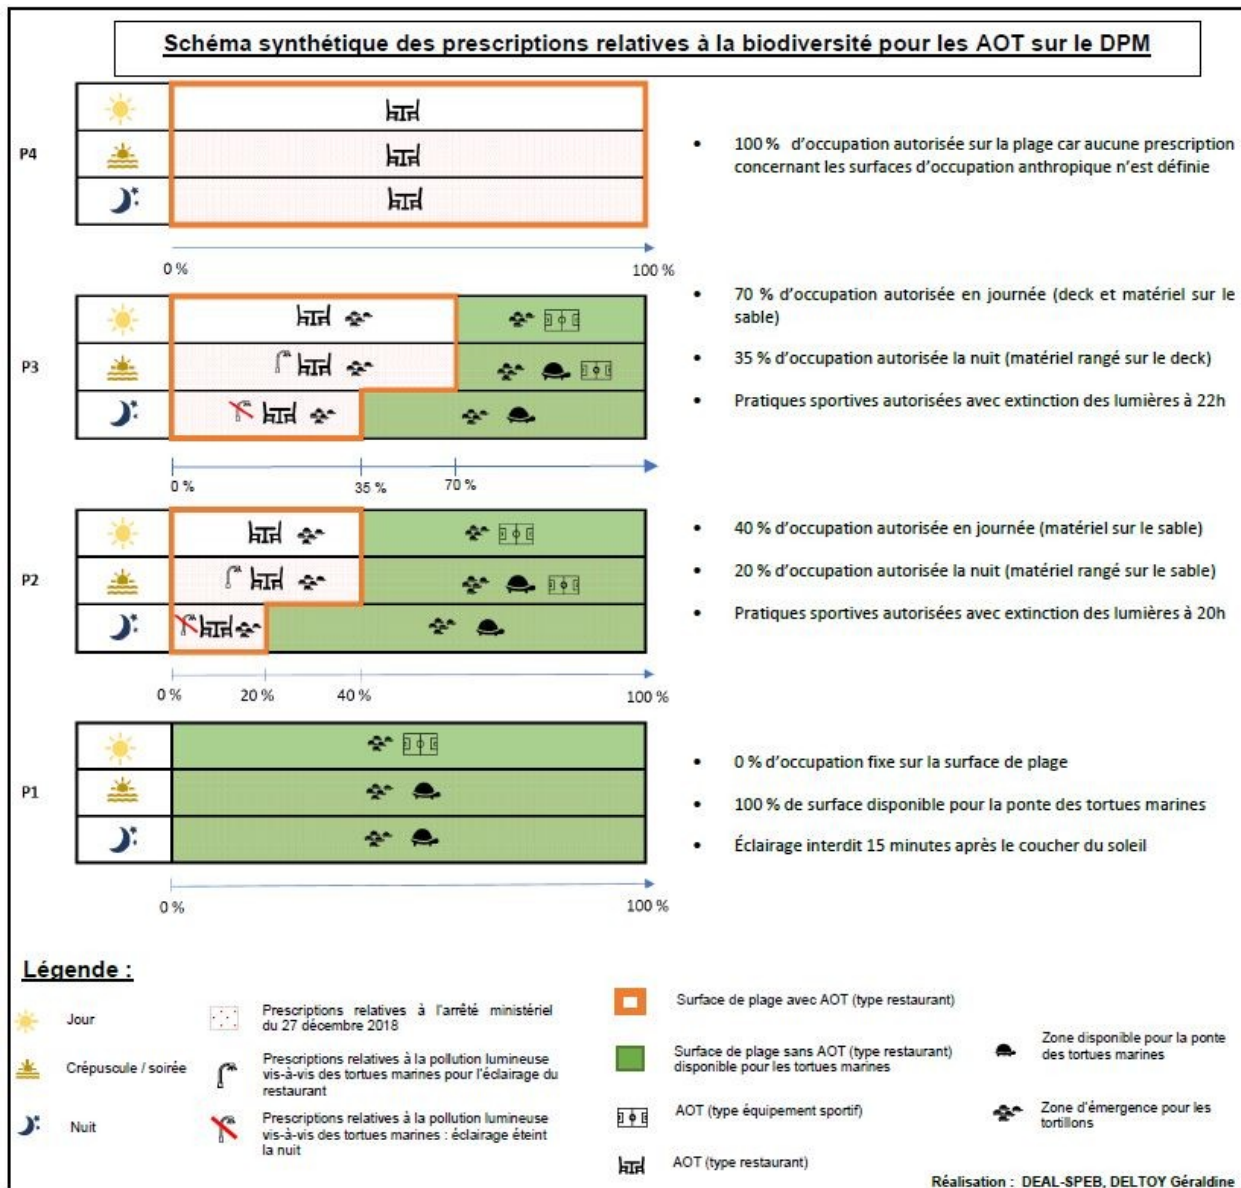 Schéma synthétique des prescriptions relatives à la biodiversité pour les AOT sur le DPM
P4
• 100 % d'occupation autorisée sur la plage car aucune prescription
concernant les surfaces d'occupation anthropique n'est définie
0 %
100 %
P3
• 70 % d'occupation autorisée en journée (deck et matériel sur le
sable)
• 35 % d'occupation autorisée la nuit (matériel rangé sur le deck)
• Pratiques sportives autorisées avec extinction des lumières à 22h
0 %
35 %
70 %
P2
• 40 % d'occupation autorisée en journée (matériel sur le sable)
• 20 % d'occupation autorisée la nuit (matériel rangé sur le sable)
• Pratiques sportives autorisées avec extinction des lumières à 20h
0 %
20 %
40 %
100 %
P1
• 0 % d'occupation fixe sur la surface de plage
• 100 % de surface disponible pour la ponte des tortues marines
• Éclairage interdit 15 minutes après le coucher du soleil
0 %
100 %
Légende :
Jour
Crépuscule / soirée
Nuit
Prescriptions relatives à l'arrêté ministériel
du 27 décembre 2018
Prescriptions relatives à la pollution lumineuse
vis-à-vis des tortues marines pour l'éclairage du
restaurant
Prescriptions relatives à la pollution lumineuse
vis-à-vis des tortues marines : éclairage éteint
la nuit
Surface de plage avec AOT (type restaurant)
Surface de plage sans AOT (type restaurant)
disponible pour les tortues marines
AOT (type équipement sportif)
AOT (type restaurant)
Zone disponible pour la ponte
des tortues marines
Zone d'émergence pour les
tortillons
Réalisation : DEAL-SPEB, DELTOY Géraldine